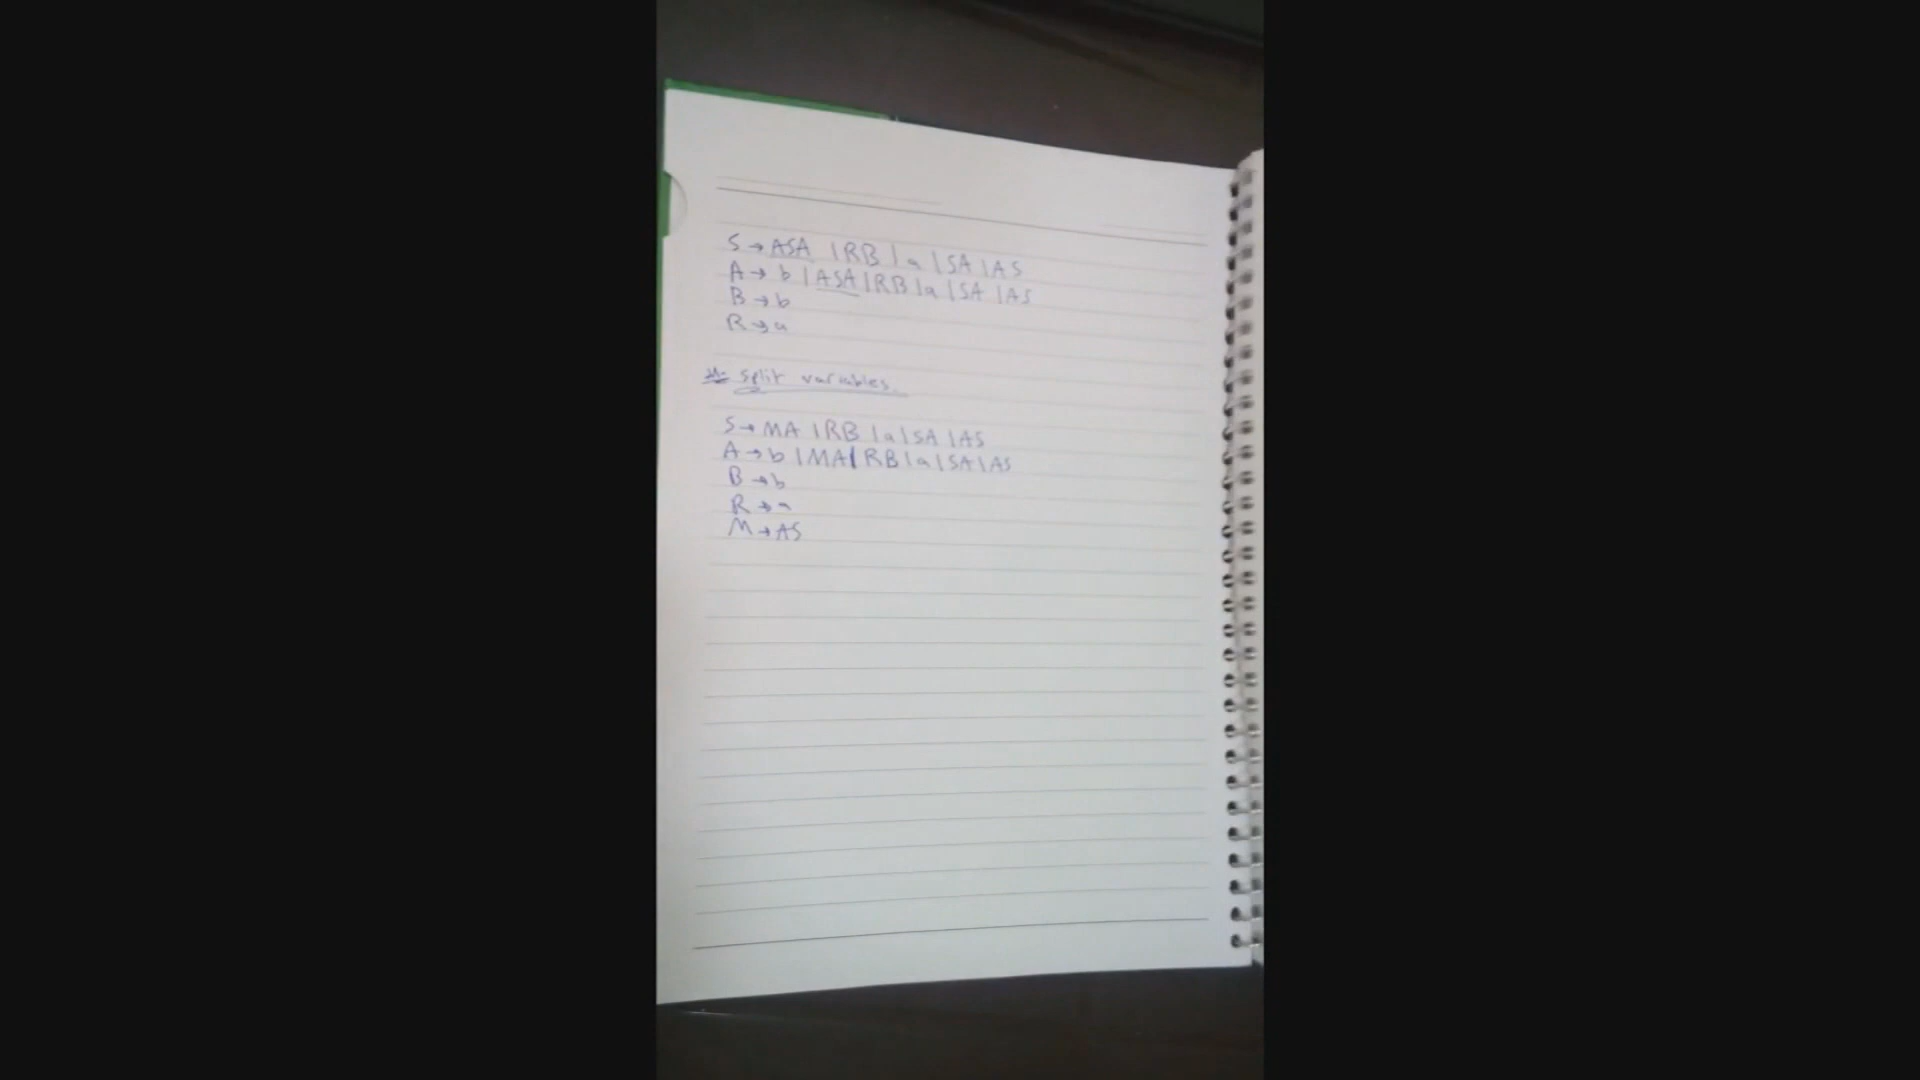 S → ASA | RB | a | SA | AS
A → b | ASA | RB | a | SA | AS
B → b
R → a
split variables.
S → MA | RB | a | SA | AS
A → b | MA | RB | a | SA | AS
B → b
R → a
M → AS